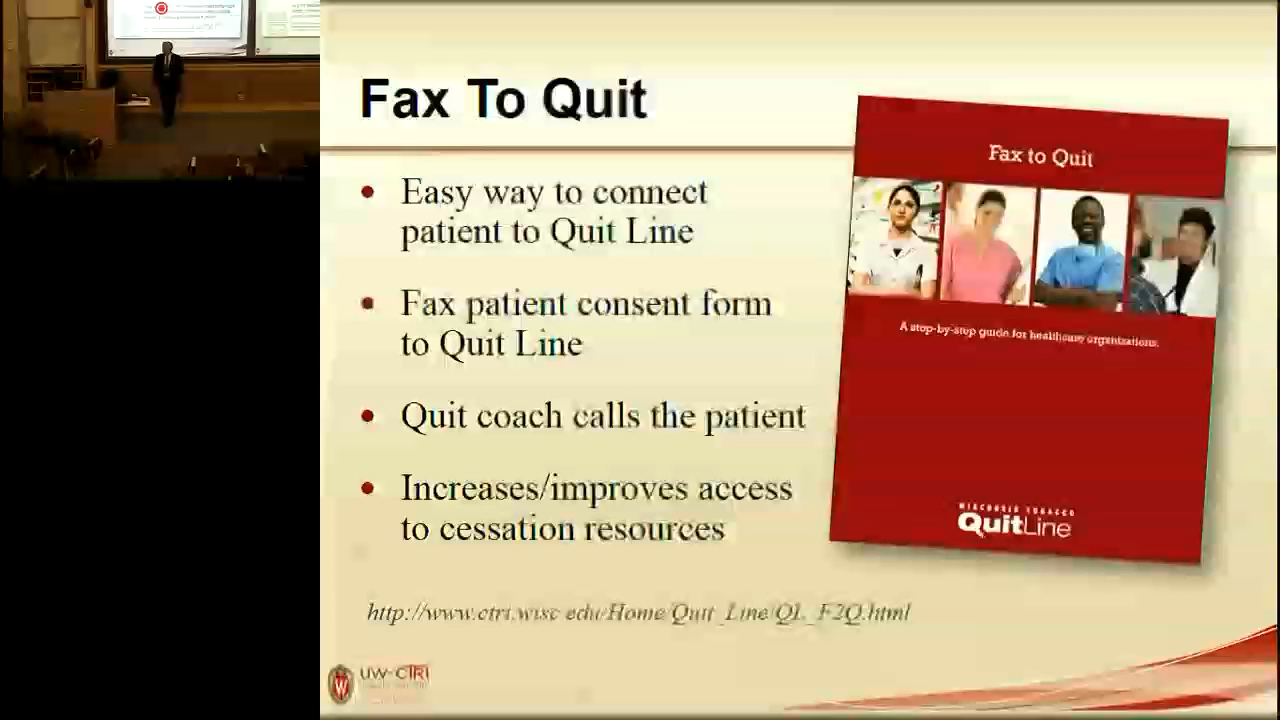 Fax To Quit
Easy way to connect
patient to Quit Line
Fax patient consent form
to Quit Line
Quit coach calls the patient
Increases/improves access
to cessation resources
http://www.ctri.wisc.edu/Home/Quit_Line/QL_F2Q.html
UW-CTRI
Fax to Quit
A step-by-step guide for healthcare organizations.
WISCONSIN TOBACCO
QuitLine